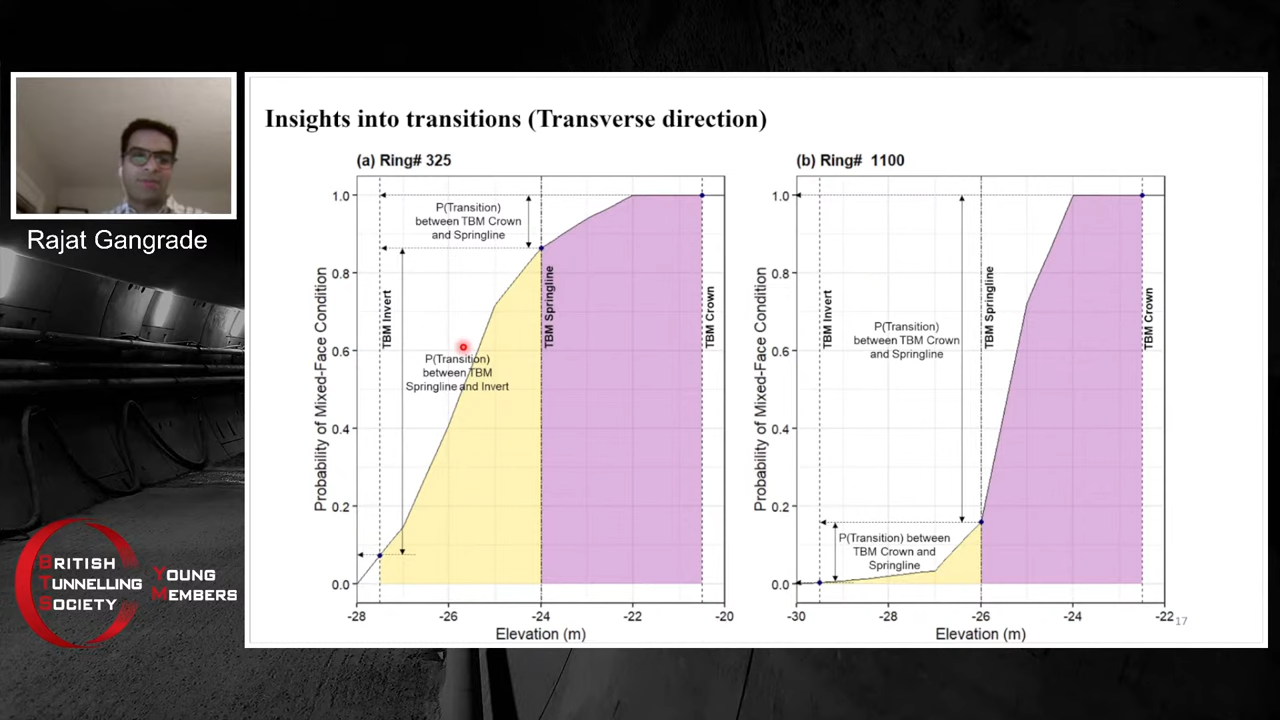 Insights into transitions (Transverse direction)
Rajat Gangrade
BRITISH
TUNNELLING
SOCIETY
YOUNG
MEMBERS
(a) Ring# 325
Probability of Mixed-Face Condition
1.0
0.8
0.6
0.4
0.2
0.0
P(Transition)
between TBM Crown
and Springline
TBM Invert
P(Transition)
between TBM
Springline and Invert
TBM Springline
TBM Crown
-28
-26
-24
-22
-20
Elevation (m)
(b) Ring# 1100
Probability of Mixed-Face Condition
1.0
0.8
0.6
0.4
0.2
0.0
TBM Invert
P(Transition)
between TBM Crown
and Springline
P(Transition) between
TBM Crown and
Springline
TBM Springline
TBM Crown
-30
-28
-26
-24
-22
Elevation (m)
17